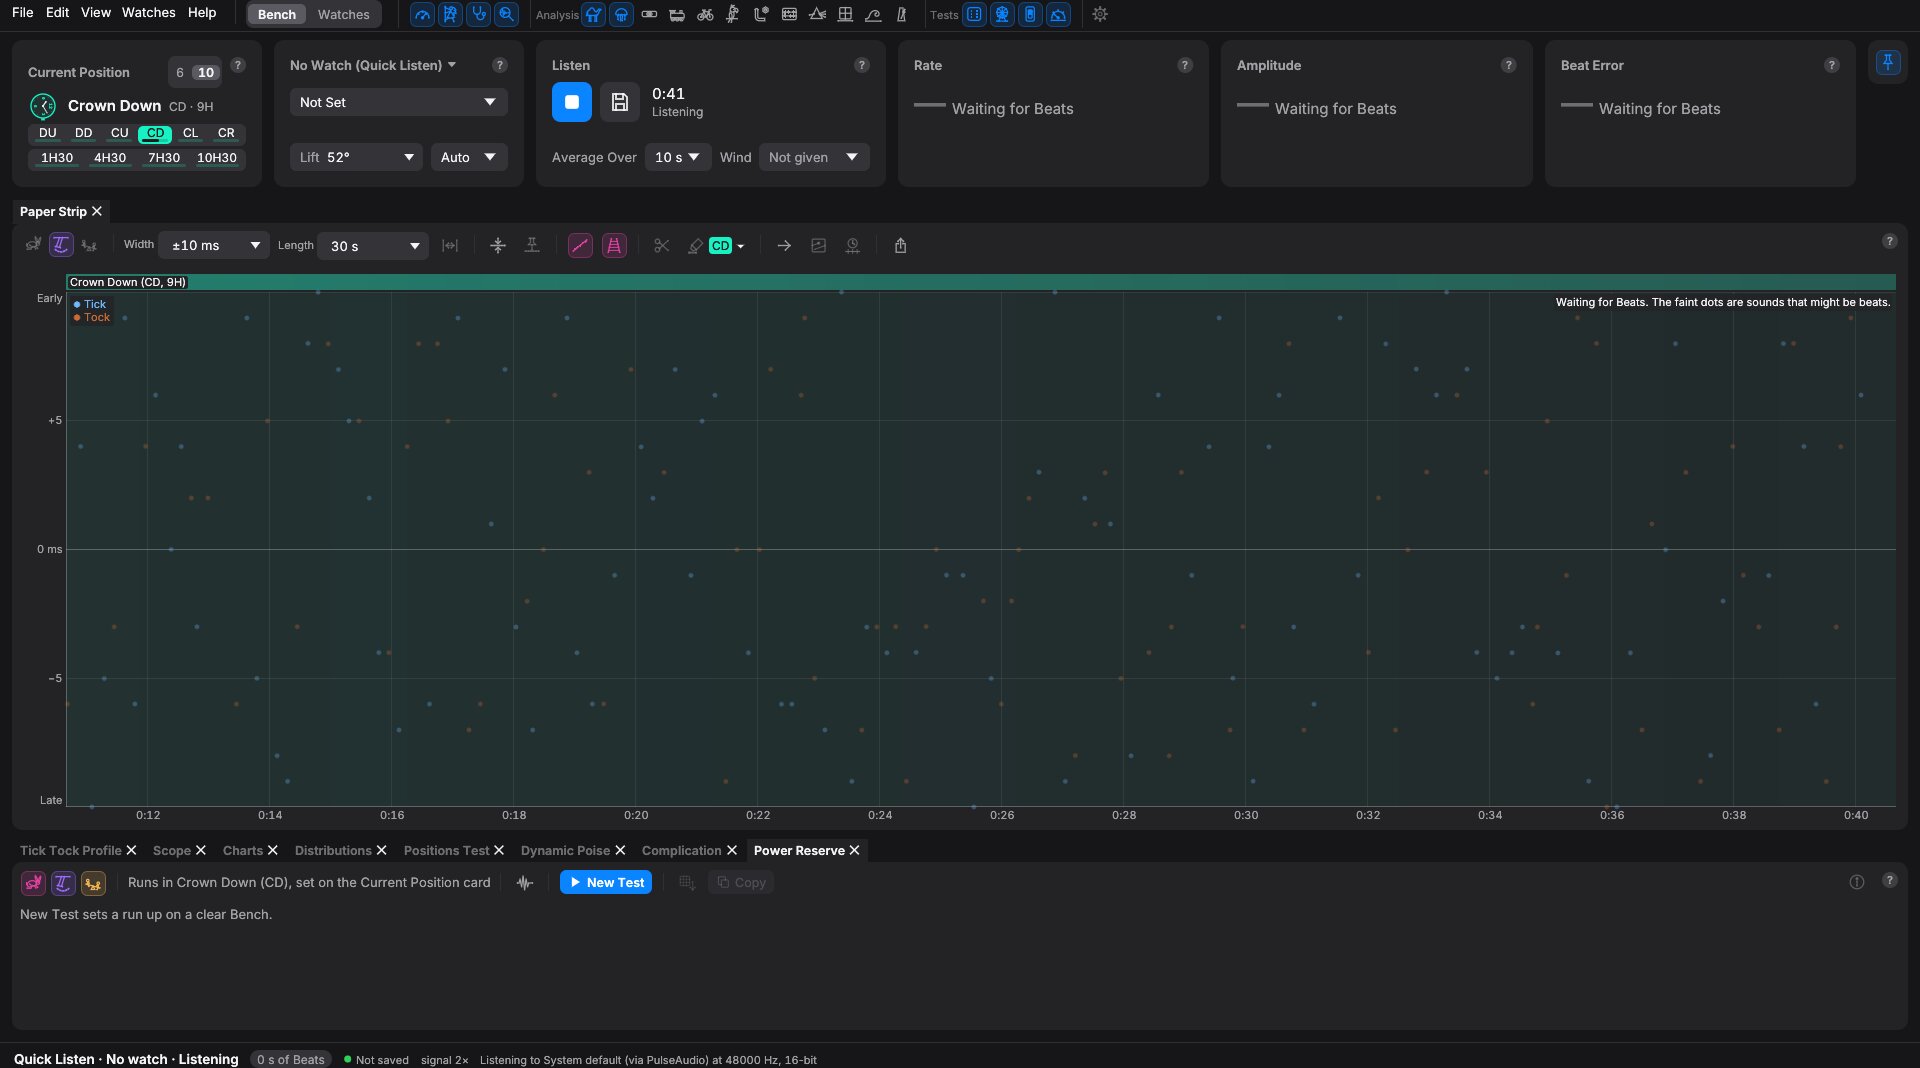 File Edit View Watches Help Bench Watches Analysis Tests
Current Position 6 10 ?
Crown Down CD · 9H
DU DD CU CD CL CR
1H30 4H30 7H30 10H30
No Watch (Quick Listen) ?
Not Set
Lift 52° Auto
Listen ?
0:41
Listening
Average Over 10 s Wind Not given
Rate ?
Waiting for Beats
Amplitude ?
Waiting for Beats
Beat Error ?
Waiting for Beats
Paper Strip
Width ±10 ms Length 30 s CD ?
Crown Down (CD, 9H)
Early
Tick
Tock
Waiting for Beats. The faint dots are sounds that might be beats.
+5
0 ms
−5
Late
0:12 0:14 0:16 0:18 0:20 0:22 0:24 0:26 0:28 0:30 0:32 0:34 0:36 0:38 0:40
Tick Tock Profile Scope Charts Distributions Positions Test Dynamic Poise Complication Power Reserve
Runs in Crown Down (CD), set on the Current Position card New Test Copy ?
New Test sets a run up on a clear Bench.
Quick Listen · No watch · Listening 0 s of Beats Not saved signal 2× Listening to System default (via PulseAudio) at 48000 Hz, 16-bit